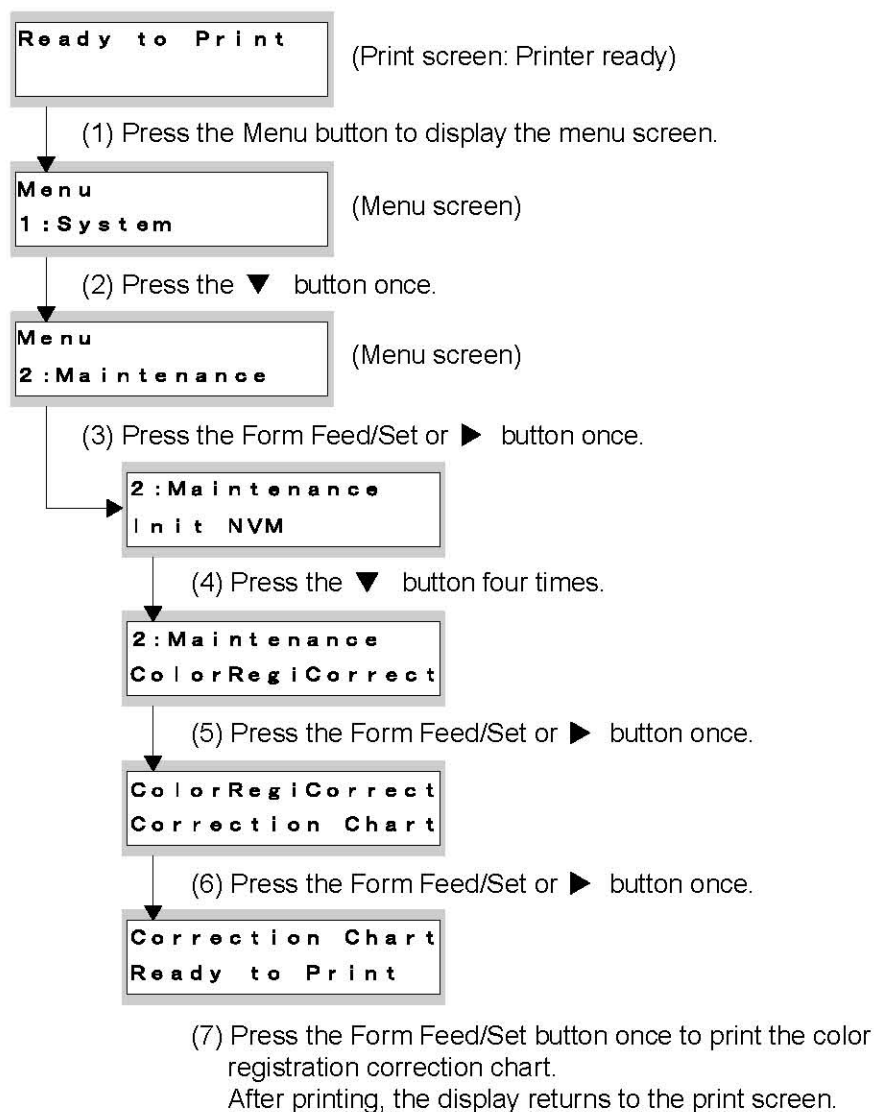 Ready to Print
(Print screen: Printer ready)
(1) Press the Menu button to display the menu screen.
Menu
1:System
(Menu screen)
(2) Press the ▼ button once.
Menu
2:Maintenance
(Menu screen)
(3) Press the Form Feed/Set or ▶ button once.
2:Maintenance
Init NVM
(4) Press the ▼ button four times.
2:Maintenance
ColorRegiCorrect
(5) Press the Form Feed/Set or ▶ button once.
ColorRegiCorrect
Correction Chart
(6) Press the Form Feed/Set or ▶ button once.
Correction Chart
Ready to Print
(7) Press the Form Feed/Set button once to print the color
registration correction chart.
After printing, the display returns to the print screen.